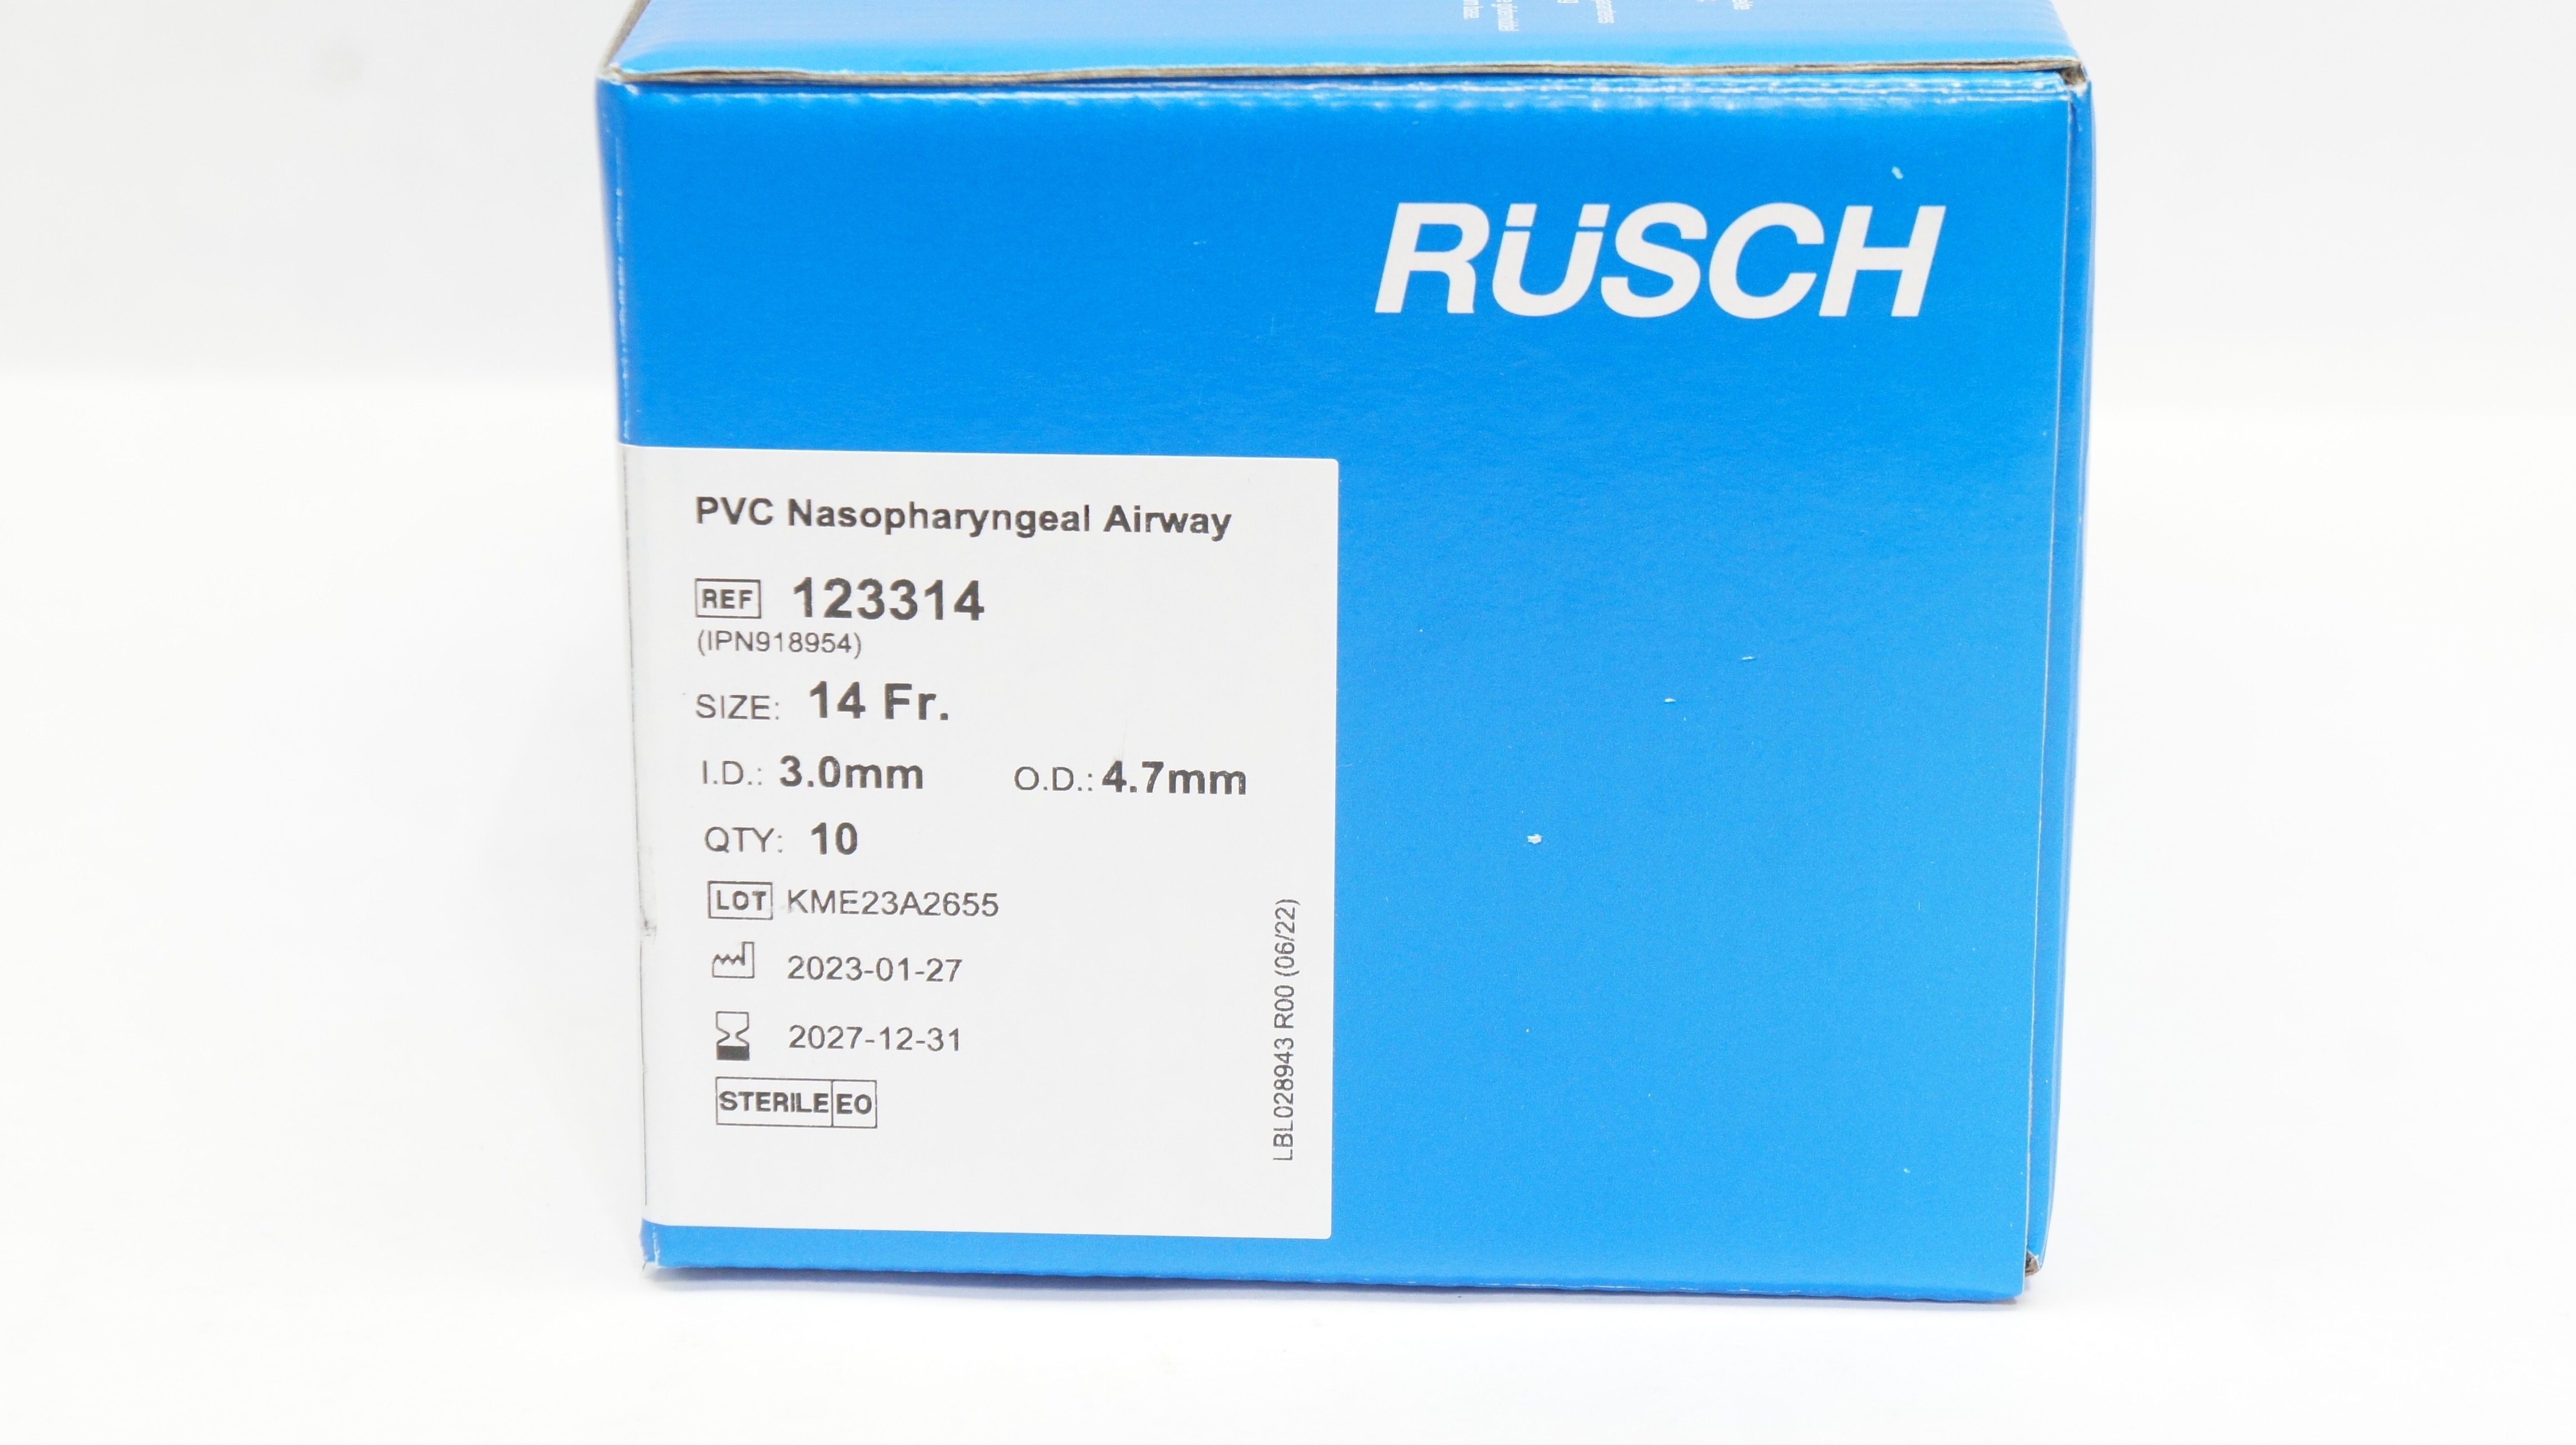 RÜSCH
PVC Nasopharyngeal Airway
REF 123314
(IPN918954)
SIZE: 14 Fr.
I.D.: 3.0mm O.D.: 4.7mm
QTY: 10
LOT KME23A2655
2023-01-27
2027-12-31
STERILE EO
LBL028943 R00 (06/22)